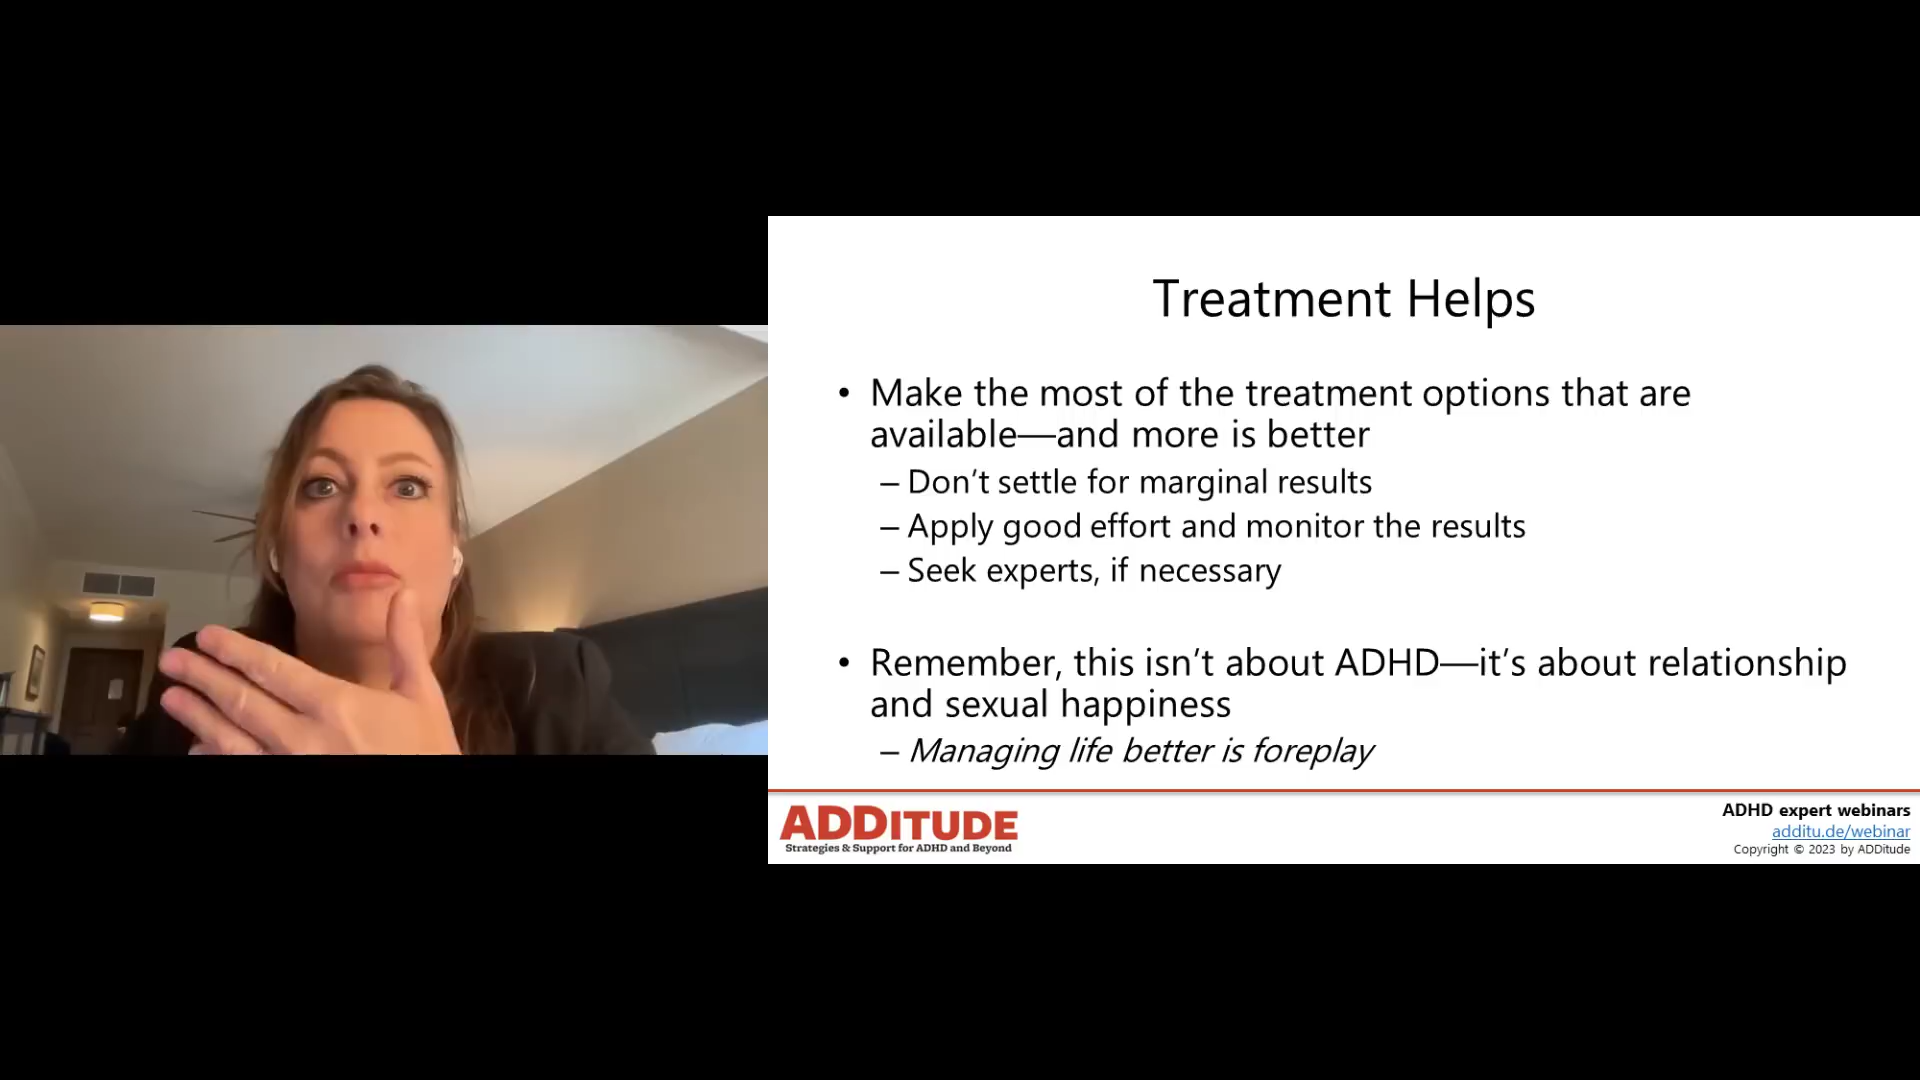 Treatment Helps
• Make the most of the treatment options that are
available—and more is better
– Don't settle for marginal results
– Apply good effort and monitor the results
– Seek experts, if necessary
• Remember, this isn't about ADHD—it's about relationship
and sexual happiness
– Managing life better is foreplay
ADDITUDE
Strategies & Support for ADHD and Beyond
ADHD expert webinars
additu.de/webinar
Copyright © 2023 by ADDitude